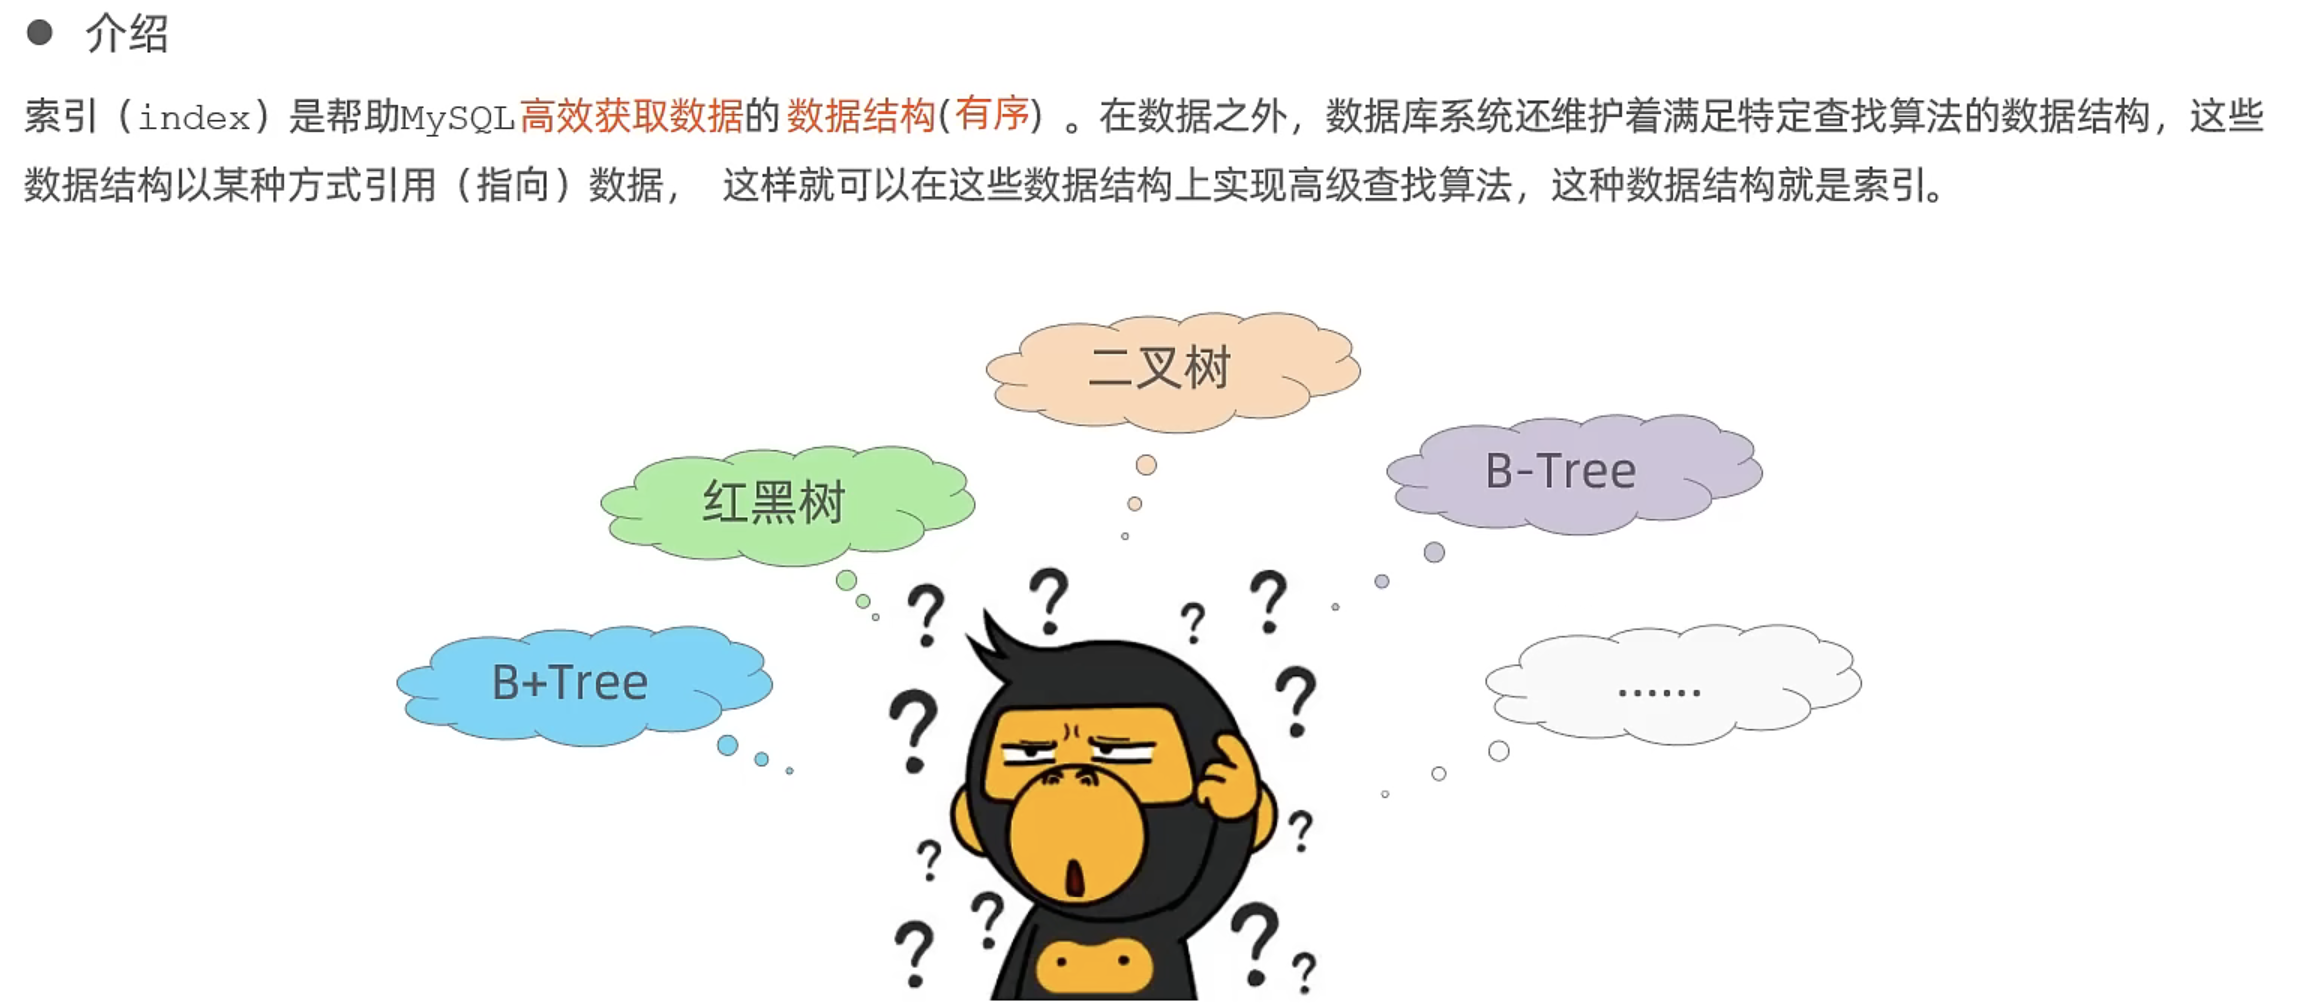 ● 介绍
索引（index）是帮助MySQL高效获取数据的数据结构(有序)。在数据之外，数据库系统还维护着满足特定查找算法的数据结构，这些
数据结构以某种方式引用（指向）数据， 这样就可以在这些数据结构上实现高级查找算法，这种数据结构就是索引。
二叉树
B-Tree
红黑树
B+Tree
······
? ? ? ?
? ?
? ?
? ? ? ?